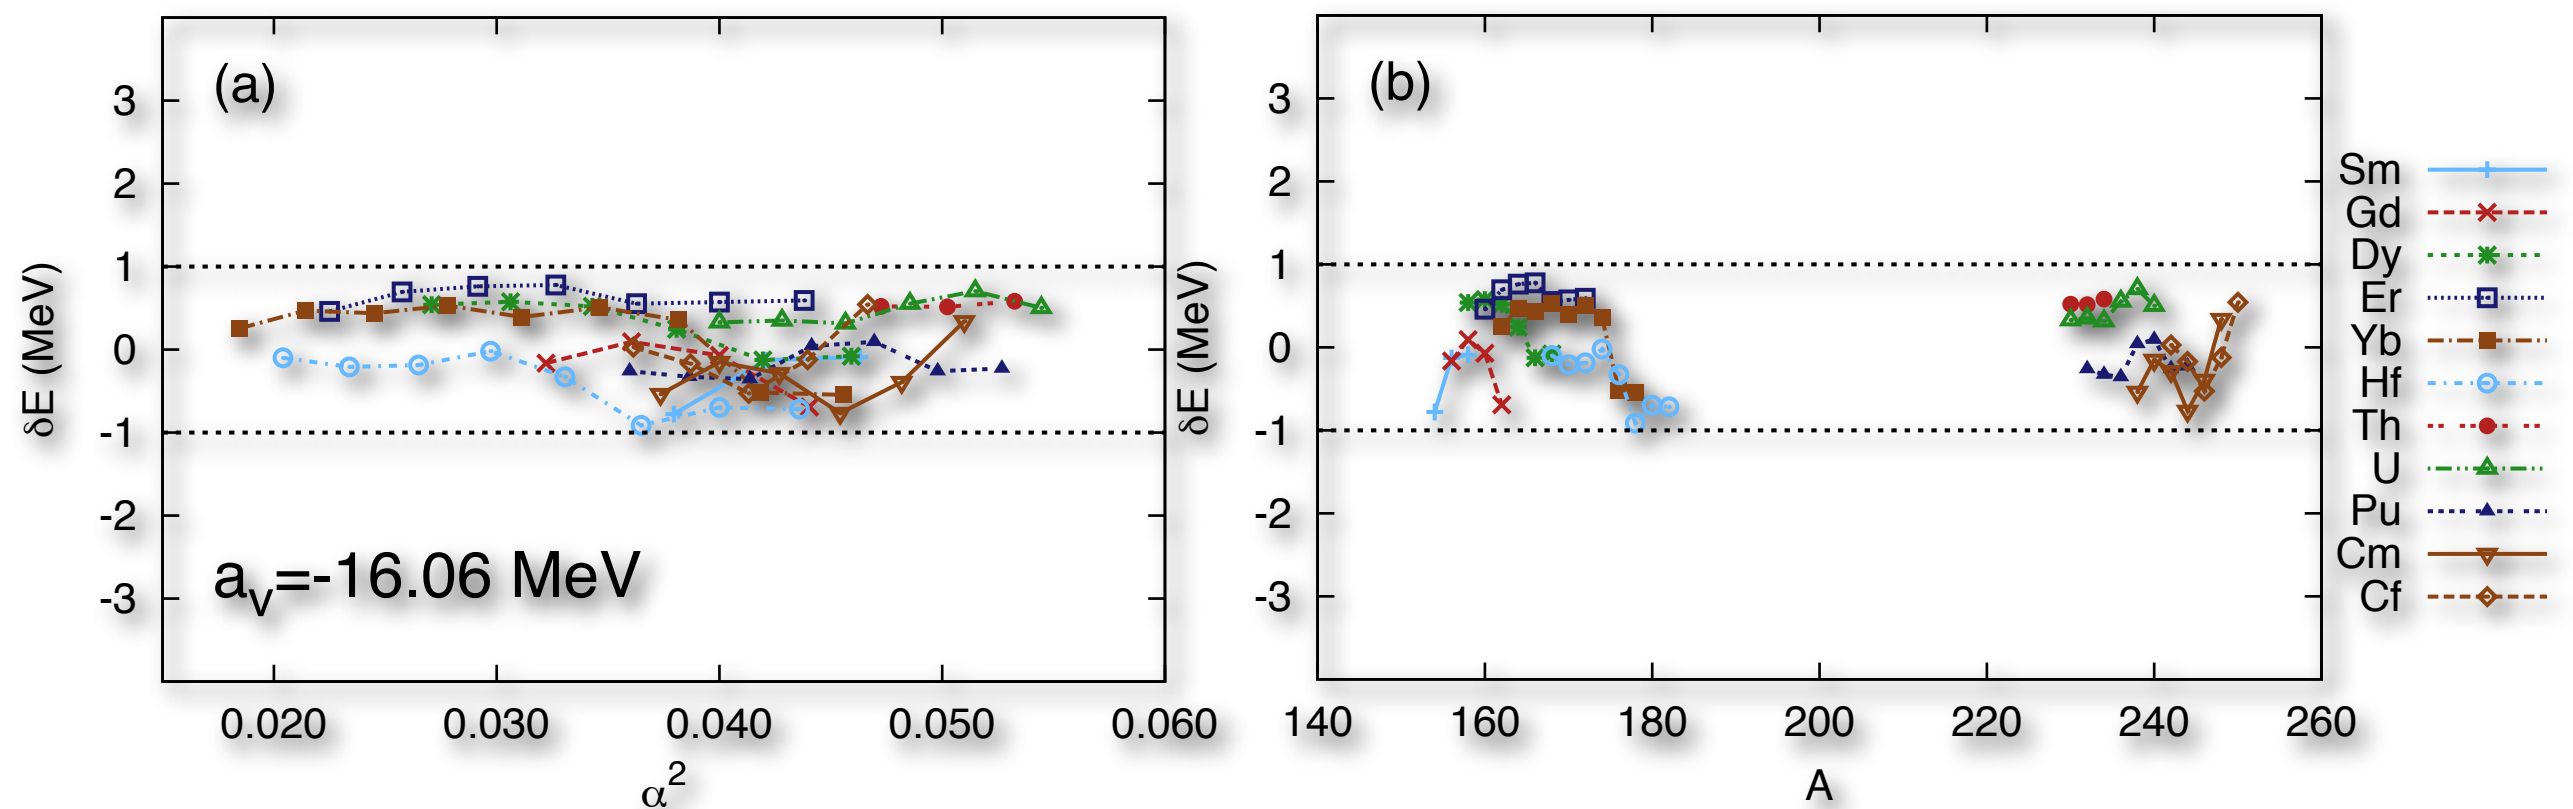 (a)
3
2
1
0
-1
-2
-3
δE (MeV)
aᵥ=-16.06 MeV
0.020 0.030 0.040 0.050 0.060
α²
(b)
3
2
1
0
-1
-2
-3
δE (MeV)
140 160 180 200 220 240 260
A
Sm
Gd
Dy
Er
Yb
Hf
Th
U
Pu
Cm
Cf